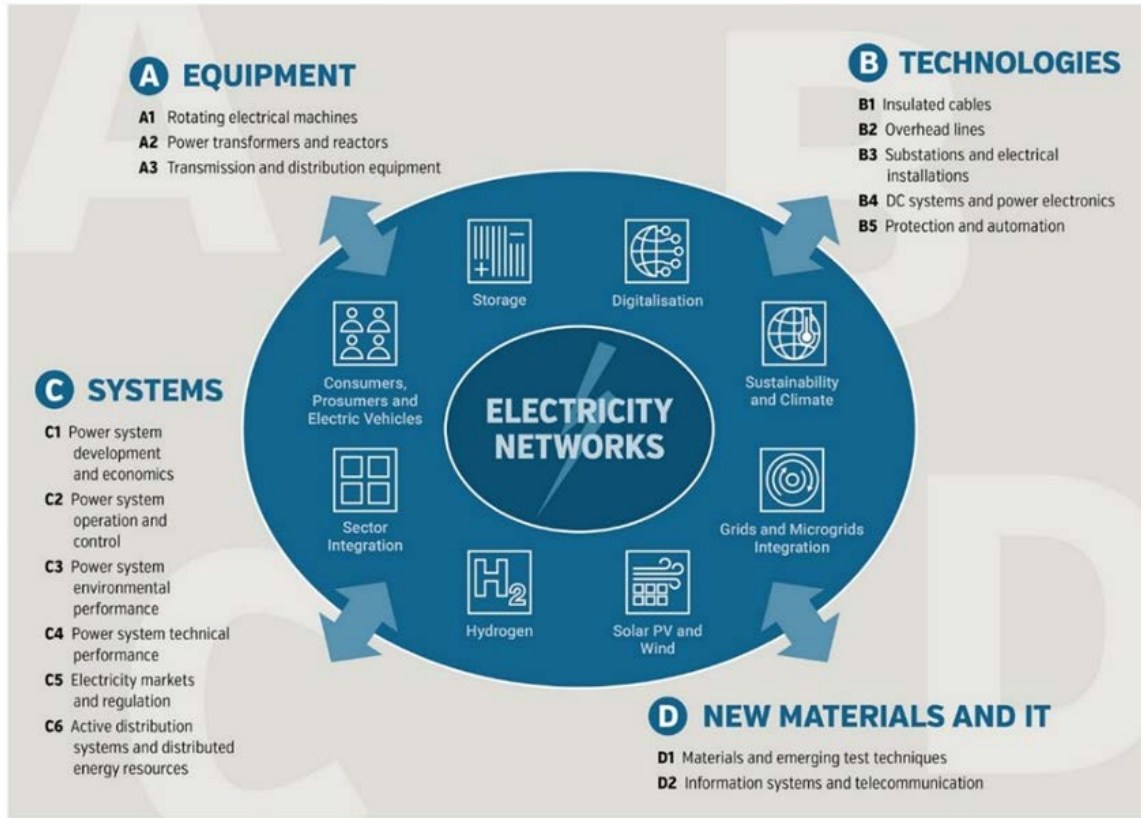 A EQUIPMENT
A1 Rotating electrical machines
A2 Power transformers and reactors
A3 Transmission and distribution equipment
B TECHNOLOGIES
B1 Insulated cables
B2 Overhead lines
B3 Substations and electrical
installations
B4 DC systems and power electronics
B5 Protection and automation
C SYSTEMS
C1 Power system
development
and economics
C2 Power system
operation and
control
C3 Power system
environmental
performance
C4 Power system technical
performance
C5 Electricity markets
and regulation
C6 Active distribution
systems and distributed
energy resources
Storage
Digitalisation
Consumers,
Prosumers and
Electric Vehicles
Sustainability
and Climate
ELECTRICITY
NETWORKS
Sector
Integration
Grids and Microgrids
Integration
H2
Hydrogen
Solar PV and
Wind
D NEW MATERIALS AND IT
D1 Materials and emerging test techniques
D2 Information systems and telecommunication
A
B
C
D